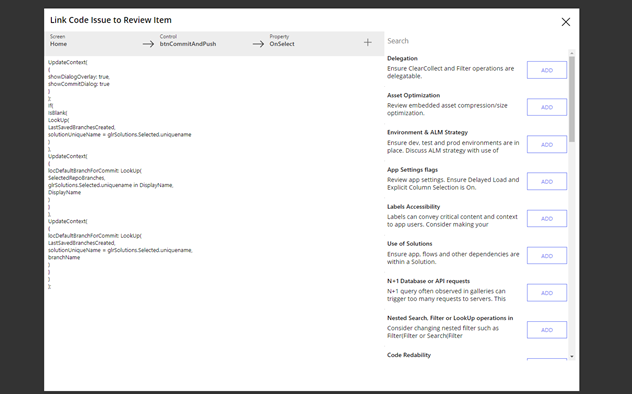 Link Code Issue to Review Item
Screen
Home
Control
btnCommitAndPush
Property
OnSelect
UpdateContext(
{
showDialogOverlay: true,
showCommitDialog: true
}
);
If(
IsBlank(
LookUp(
LastSavedBranchesCreated,
solutionUniqueName = glrSolutions.Selected.uniquename
)
),
UpdateContext(
{
locDefaultBranchForCommit: LookUp(
SelectedRepoBranches,
glrSolutions.Selected.uniquename in DisplayName,
DisplayName
)
}
),
UpdateContext(
{
locDefaultBranchForCommit: LookUp(
LastSavedBranchesCreated,
solutionUniqueName = glrSolutions.Selected.uniquename,
branchName
)
}
)
);
Search
Delegation
Ensure ClearCollect and Filter operations are
delegatable.
ADD
Asset Optimization
Review embedded asset compression/size
optimization.
ADD
Environment & ALM Strategy
Ensure dev, test and prod environments are in
place. Discuss ALM strategy with use of
ADD
App Settings flags
Review app settings. Ensure Delayed Load and
Explicit Column Selection is On.
ADD
Labels Accessibility
Labels can convey critical content and context
to app users. Consider making your
ADD
Use of Solutions
Ensure app, flows and other dependencies are
within a Solution.
ADD
N+1 Database or API requests
N+1 query often observed in galleries can
trigger too many requests to servers. This
ADD
Nested Search, Filter or LookUp operations in
Consider changing nested filter such as
Filter(Filter or Search(Filter
ADD
Code Redability